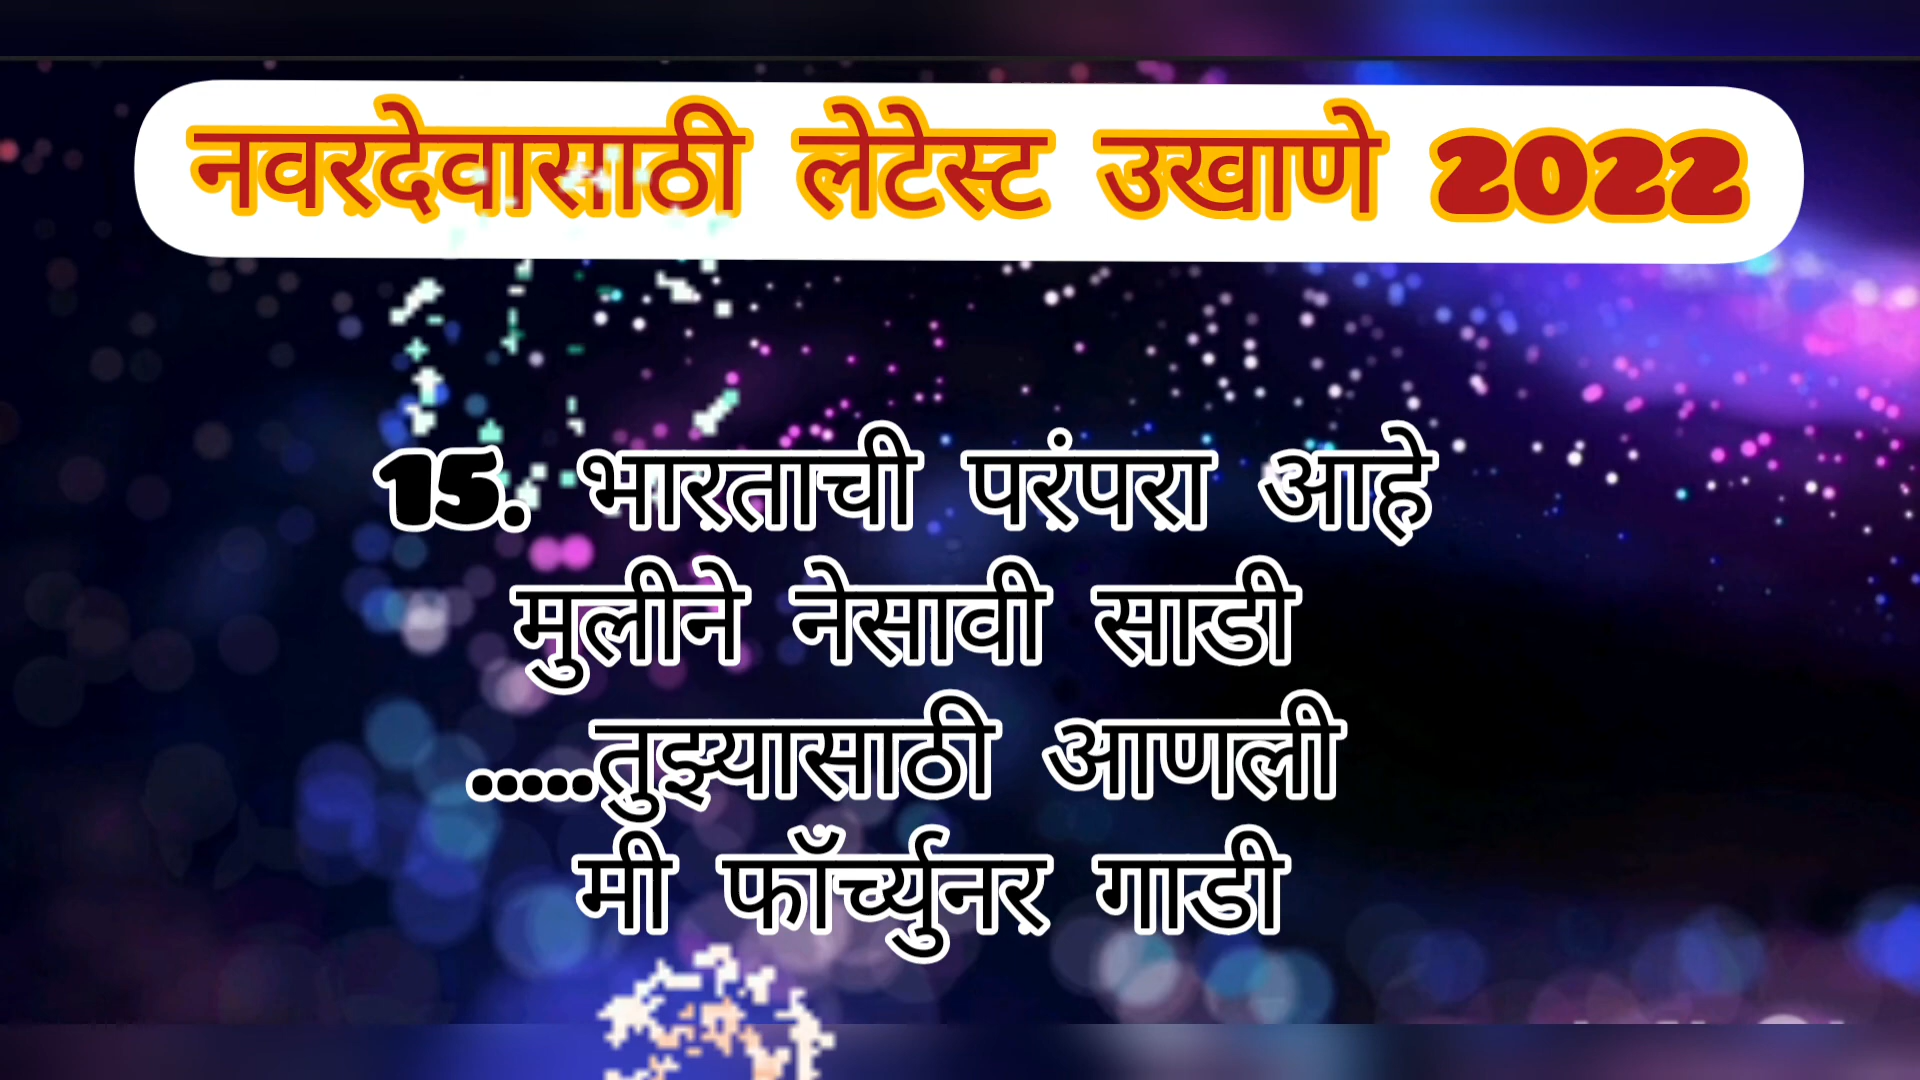 नवरदेवासाठी लेटेस्ट उखाणे 2022
15. भारताची परंपरा आहे
मुलीने नेसावी साडी
.....तुझ्यासाठी आणली
मी फॉर्च्युनर गाडी